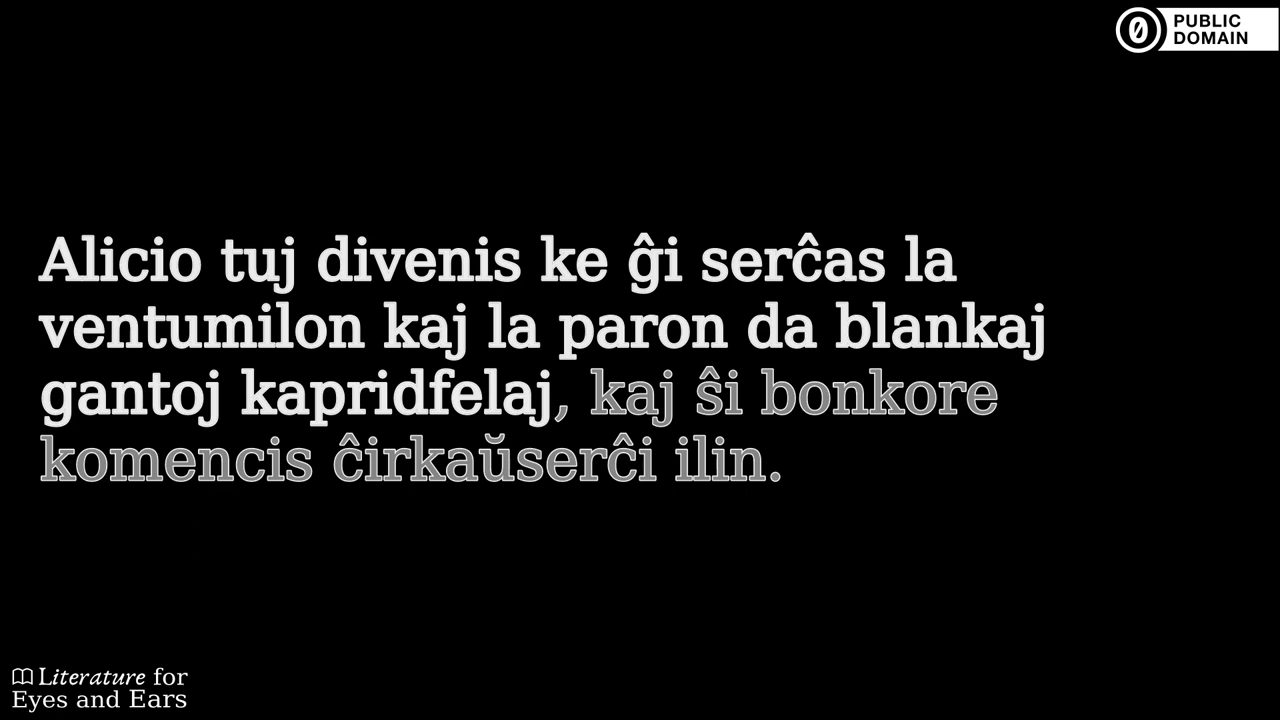 PUBLIC
DOMAIN
Alicio tuj divenis ke ĝi serĉas la
ventumilon kaj la paron da blankaj
gantoj kapridfelaj, kaj ŝi bonkore
komencis ĉirkaŭserĉi ilin.
Literature for
Eyes and Ears